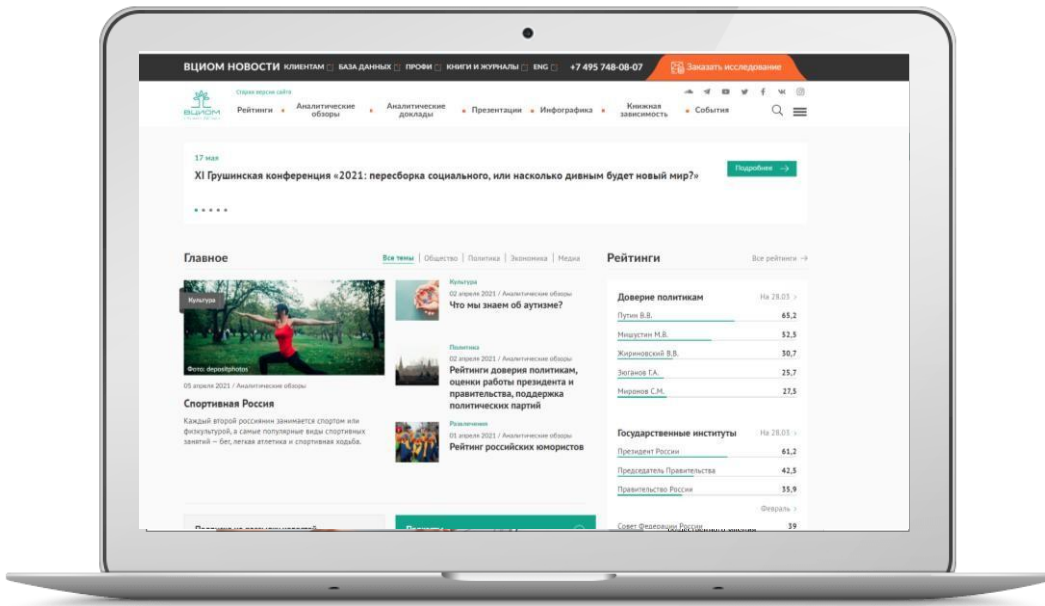 ВЦИОМ НОВОСТИ КЛИЕНТАМ БАЗА ДАННЫХ ПРОФИ КНИГИ И ЖУРНАЛЫ ENG +7 495 748-08-07 Заказать исследование
Старая версия сайта
ВЦИОМ
Рейтинги Аналитические обзоры Аналитические доклады Презентации Инфографика Книжная зависимость События
17 мая
XI Грушинская конференция «2021: пересборка социального, или насколько дивным будет новый мир?»
Подробнее →
Главное
Все темы | Общество | Политика | Экономика | Медиа
Культура
Фото: depositphotos
05 апреля 2021 / Аналитические обзоры
Спортивная Россия
Каждый второй россиянин занимается спортом или
физкультурой, а самые популярные виды спортивных
занятий – бег, легкая атлетика и спортивная ходьба.
Культура
02 апреля 2021 / Аналитические обзоры
Что мы знаем об аутизме?
Политика
02 апреля 2021 / Аналитические обзоры
Рейтинги доверия политикам,
оценки работы президента и
правительства, поддержка
политических партий
Развлечения
01 апреля 2021 / Аналитические обзоры
Рейтинг российских юмористов
Рейтинги
Все рейтинги →
Доверие политикам На 28.03 ›
Путин В.В. 65,2
Мишустин М.В. 52,5
Жириновский В.В. 30,7
Зюганов Г.А. 25,7
Миронов С.М. 27,5
Государственные институты На 28.03 ›
Президент России 61,2
Председатель Правительства 42,5
Правительство России 35,9
Февраль ›
Совет Федерации России 39